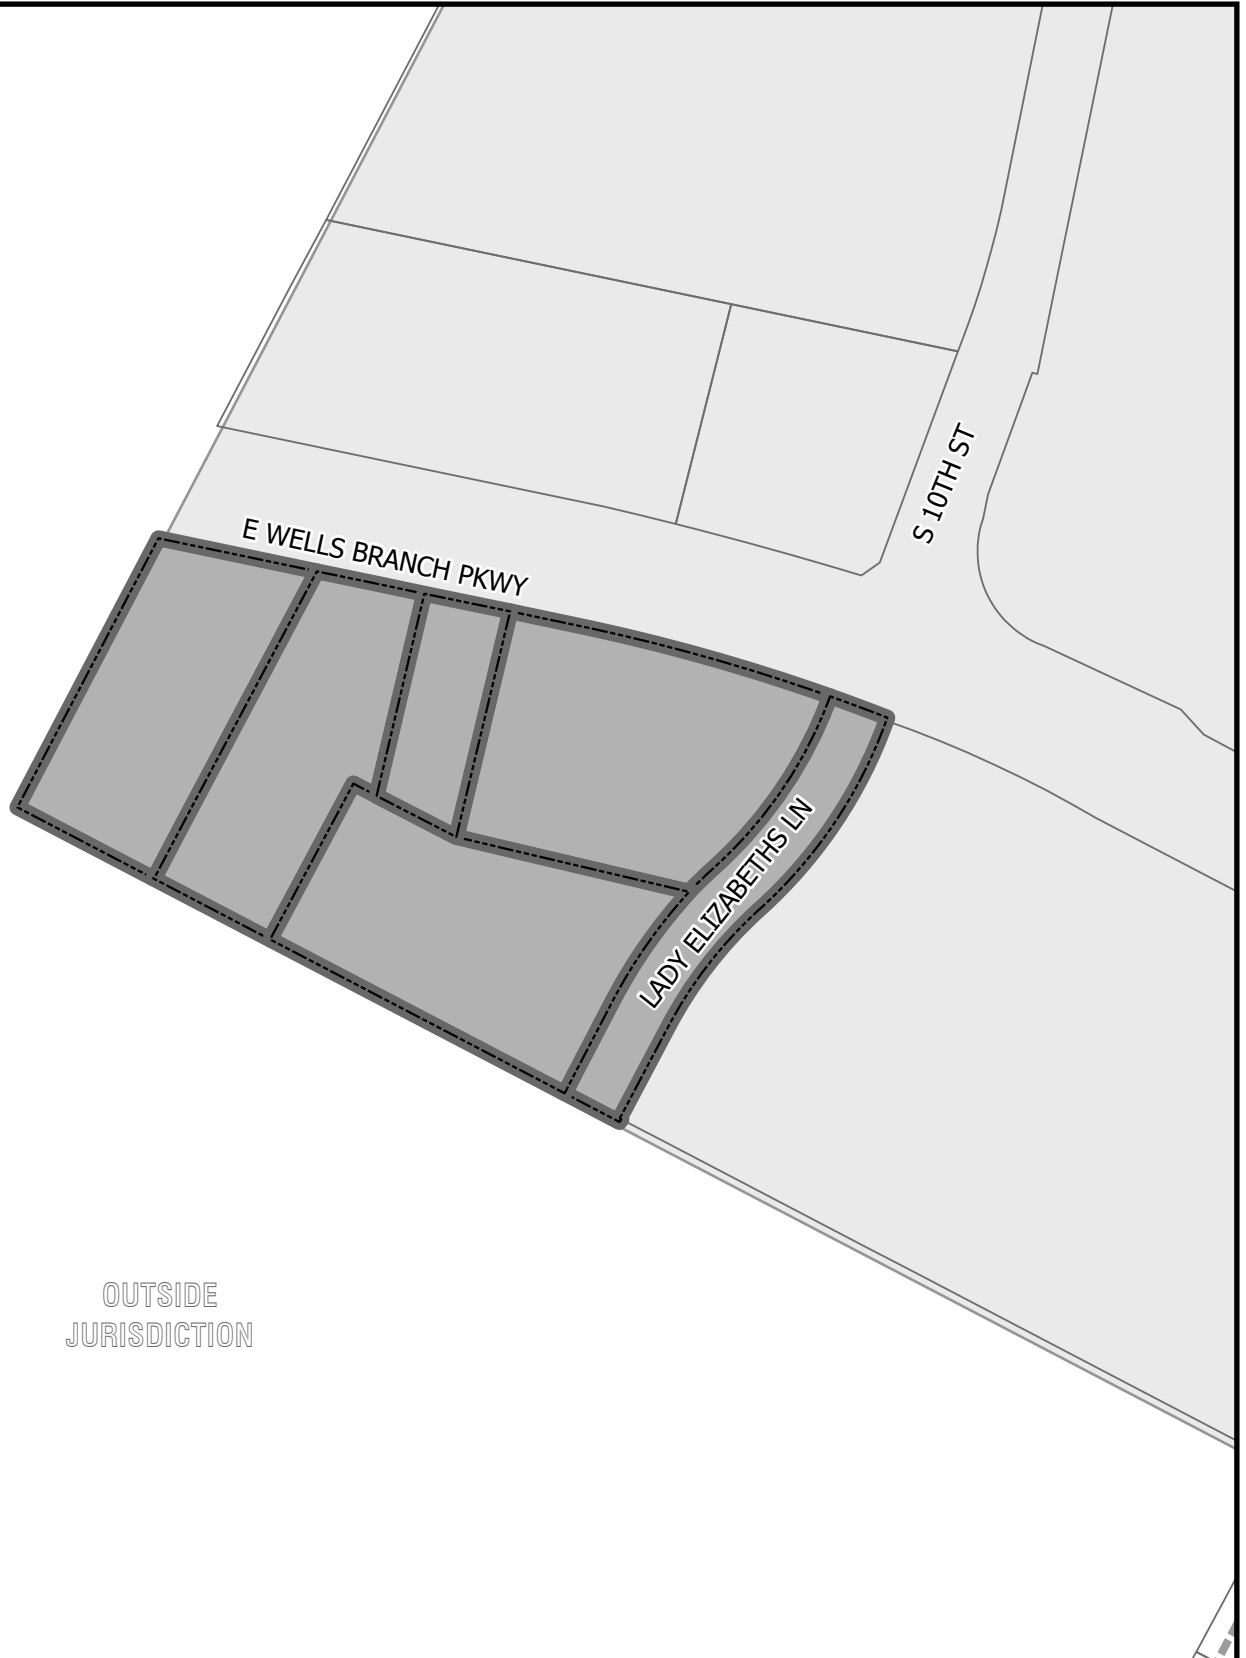 S 10TH ST
E WELLS BRANCH PKWY
LADY ELIZABETHS LN
OUTSIDE
JURISDICTION